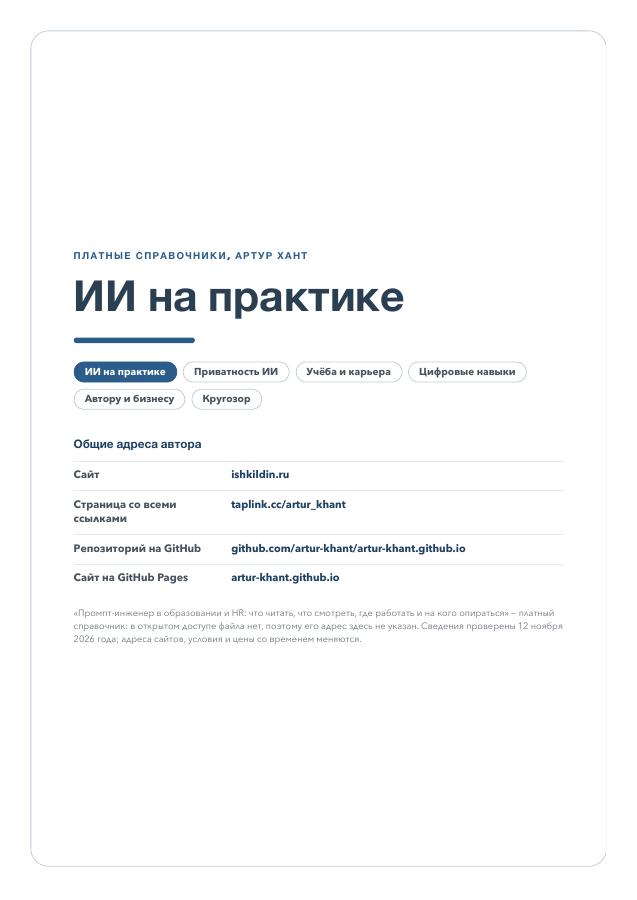 ПЛАТНЫЕ СПРАВОЧНИКИ, АРТУР ХАНТ
ИИ на практике
ИИ на практике Приватность ИИ Учёба и карьера Цифровые навыки
Автору и бизнесу Кругозор
Общие адреса автора
Сайт ishkildin.ru
Страница со всеми taplink.cc/artur_khant
ссылками
Репозиторий на GitHub github.com/artur-khant/artur-khant.github.io
Сайт на GitHub Pages artur-khant.github.io
«Промпт-инженер в образовании и HR: что читать, что смотреть, где работать и на кого опираться» – платный
справочник: в открытом доступе файла нет, поэтому его адрес здесь не указан. Сведения проверены 12 ноября
2026 года; адреса сайтов, условия и цены со временем меняются.